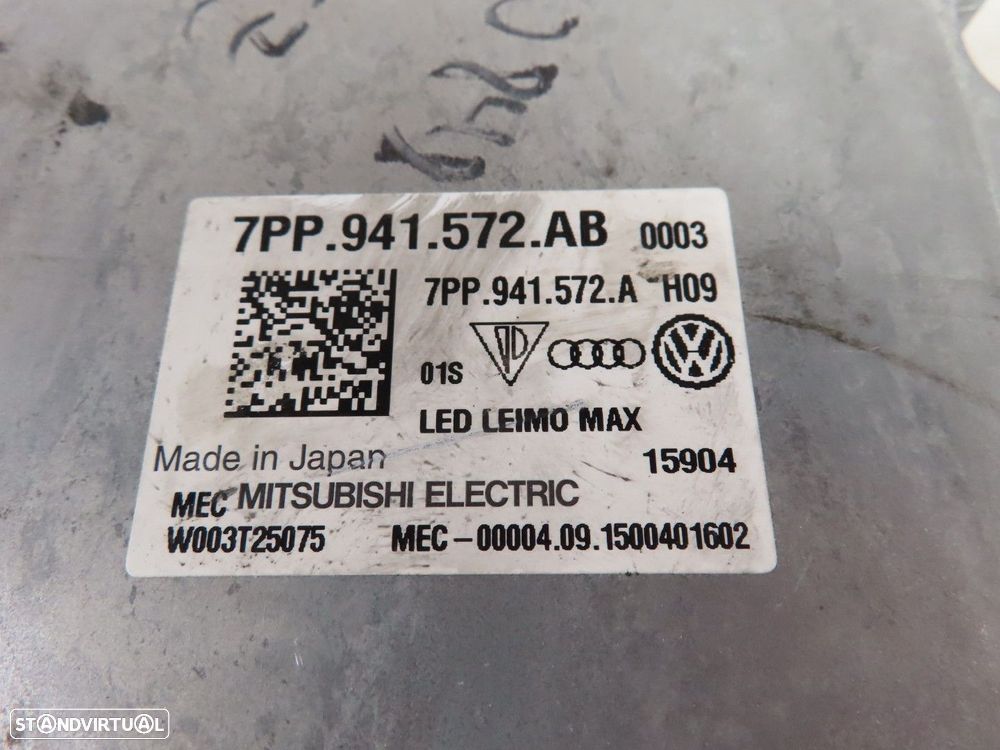 7PP.941.572.AB 0003
7PP.941.572.A H09
01S
LED LEIMO MAX
Made in Japan 15904
MEC MITSUBISHI ELECTRIC
W003T25075 MEC-00004.09.1500401602
STANDVIRTUAL